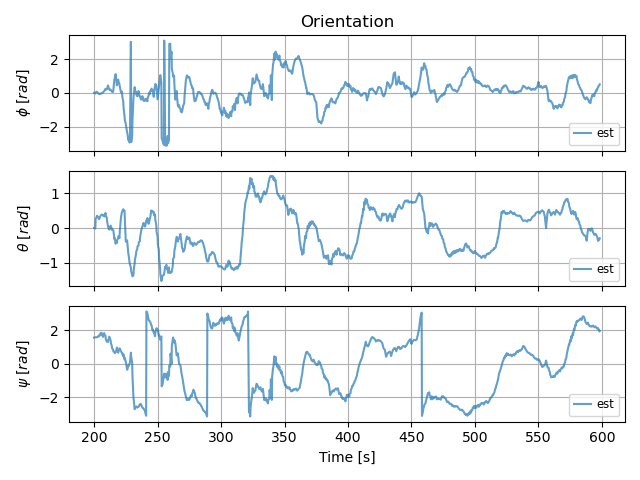 Orientation
ϕ [rad]
2
0
−2
est
θ [rad]
1
0
−1
est
ψ [rad]
2
0
−2
est
200 250 300 350 400 450 500 550 600
Time [s]